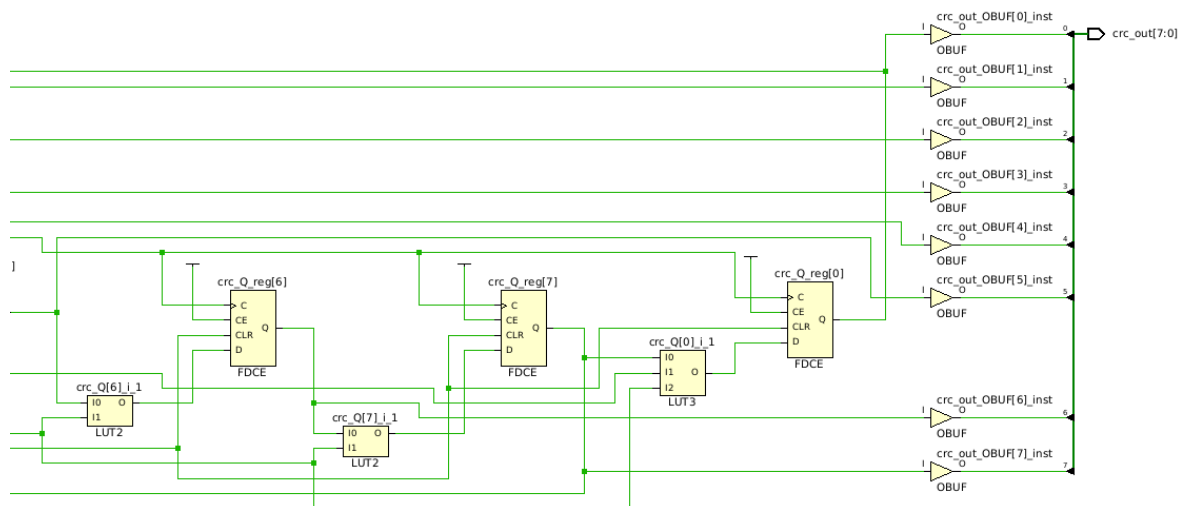 crc_out_OBUF[0]_inst
I O 0 crc_out[7:0]
OBUF
crc_out_OBUF[1]_inst
I O 1
OBUF
crc_out_OBUF[2]_inst
I O 2
OBUF
crc_out_OBUF[3]_inst
I O 3
OBUF
crc_out_OBUF[4]_inst
I O 4
OBUF
crc_out_OBUF[5]_inst
I O 5
OBUF
]
crc_Q_reg[6]
C
CE
Q
CLR
D
FDCE
crc_Q_reg[7]
C
CE
Q
CLR
D
FDCE
crc_Q_reg[0]
C
CE
Q
CLR
D
FDCE
crc_Q[0]_i_1
I0
I1 O
I2
LUT3
crc_Q[6]_i_1
I0 O
I1
LUT2
crc_Q[7]_i_1
I0 O
I1
LUT2
crc_out_OBUF[6]_inst
I O 6
OBUF
crc_out_OBUF[7]_inst
I O 7
OBUF